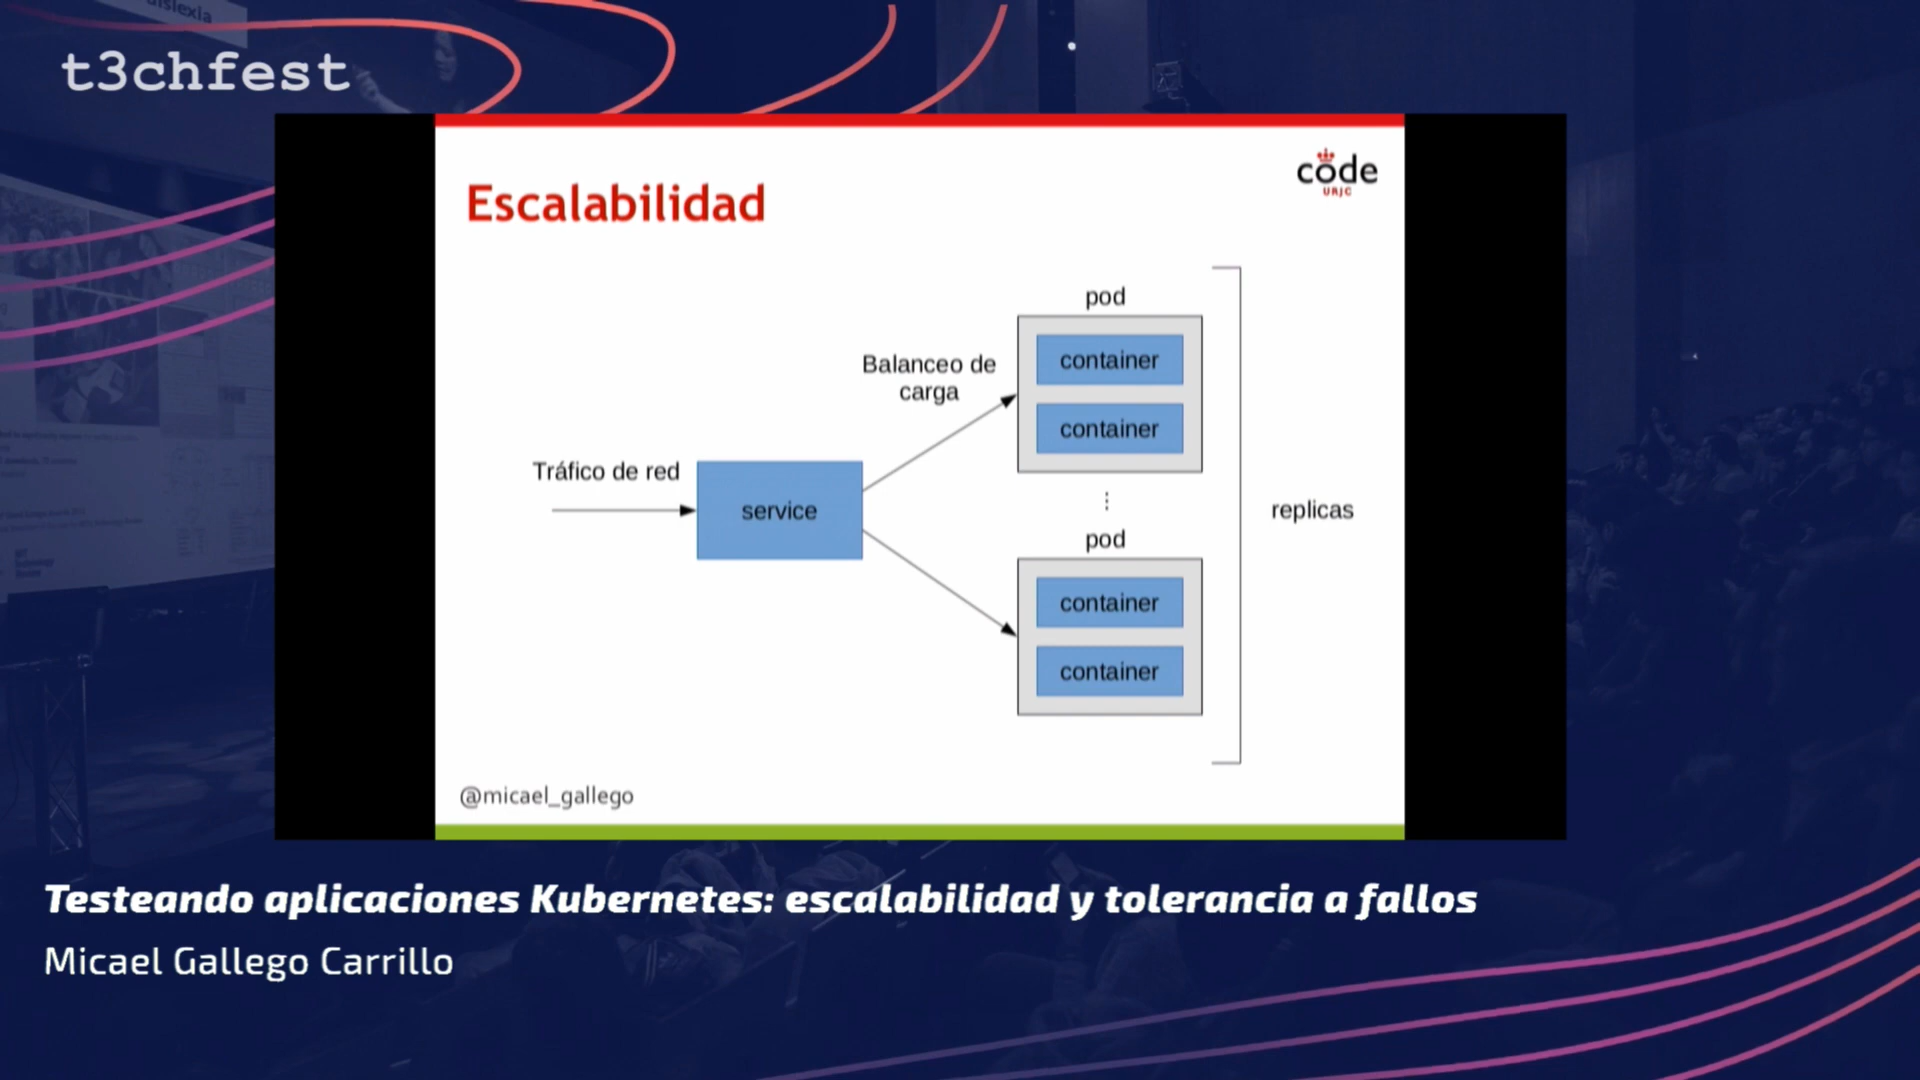 t3chfest
code
URJC
Escalabilidad
pod
container
container
Balanceo de
carga
Tráfico de red
service
⋮
pod
container
container
replicas
@micael_gallego
Testeando aplicaciones Kubernetes: escalabilidad y tolerancia a fallos
Micael Gallego Carrillo